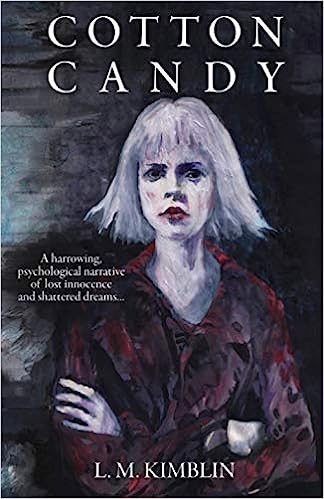 COTTON
CANDY
A harrowing,
psychological narrative
of lost innocence
and shattered dreams...
L. M. KIMBLIN